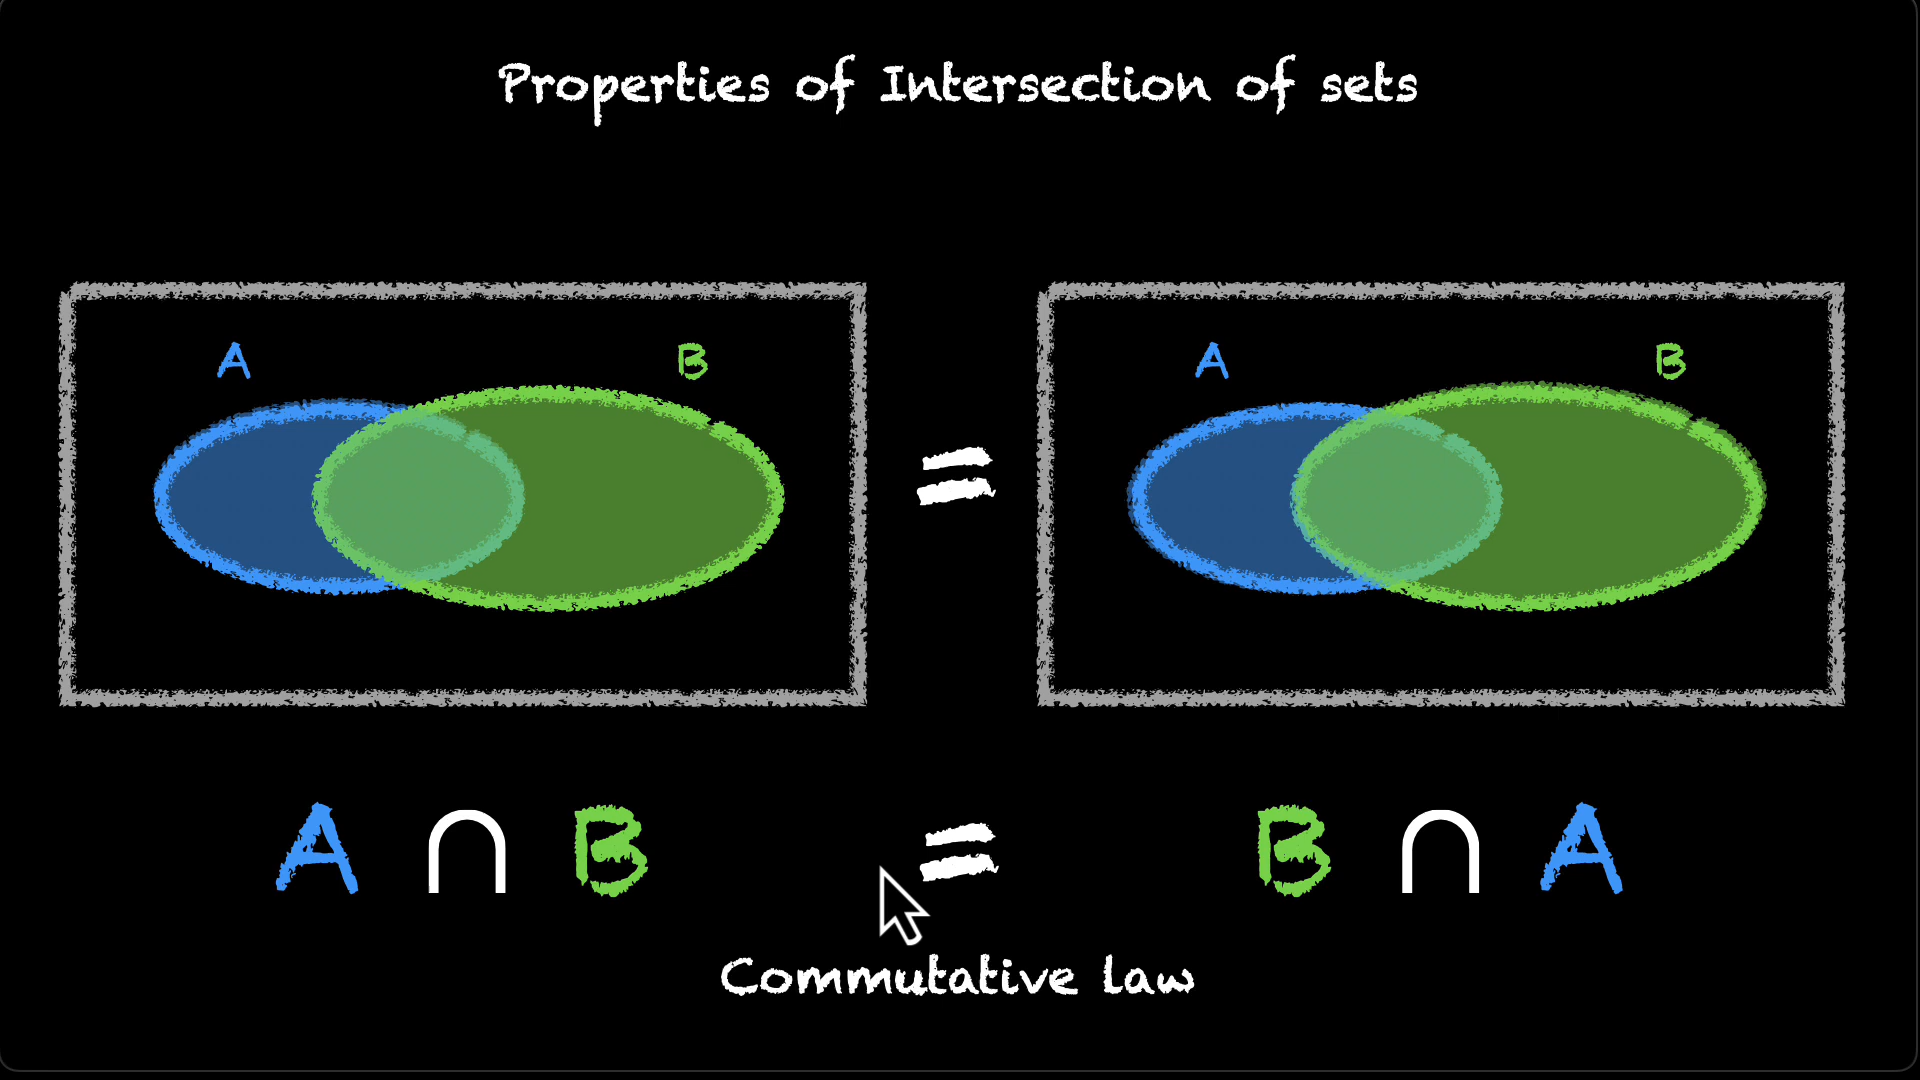 Properties of Intersection of sets
A B = A B
A ∩ B = B ∩ A
Commutative law